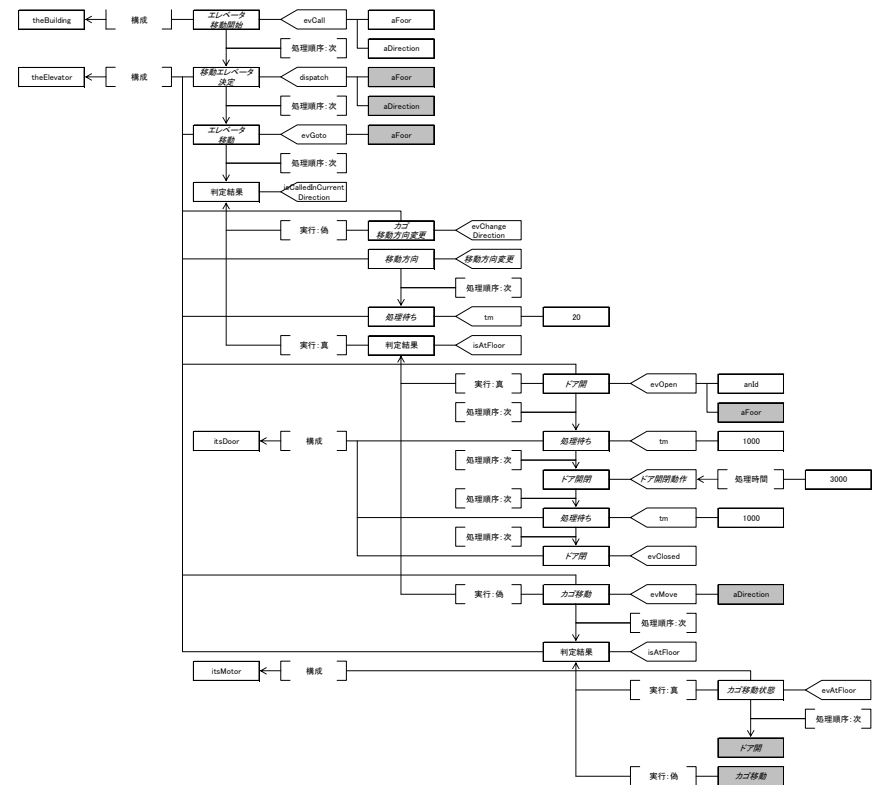 theBuilding
構成
エレベータ
移動開始
evCall
aFoor
処理順序:次
aDirection
theElevator
構成
移動エレベータ
決定
dispatch
aFoor
処理順序:次
aDirection
エレベータ
移動
evGoto
aFoor
処理順序:次
判定結果
isCalledInCurrent
Direction
実行:偽
カゴ
移動方向変更
evChange
Direction
移動方向
移動方向変更
処理順序:次
処理待ち
tm
20
実行:真
判定結果
isAtFloor
実行:真
ドア開
evOpen
anId
処理順序:次
aFoor
itsDoor
構成
処理待ち
tm
1000
処理順序:次
ドア開閉
ドア開閉動作
処理時間
3000
処理順序:次
処理待ち
tm
1000
処理順序:次
ドア閉
evClosed
実行:偽
カゴ移動
evMove
aDirection
処理順序:次
判定結果
isAtFloor
itsMotor
構成
実行:真
カゴ移動状態
evAtFloor
処理順序:次
ドア開
実行:偽
カゴ移動